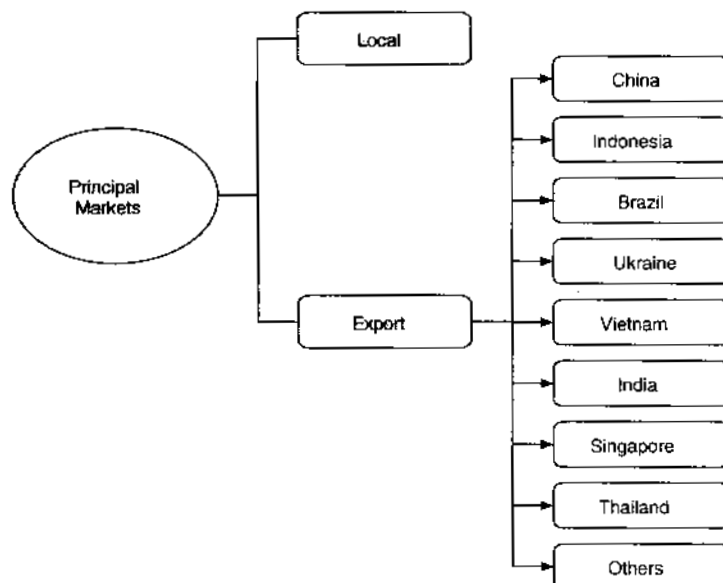 Local
China
Indonesia
Principal
Markets
Brazil
Ukraine
Export
Vietnam
India
Singapore
Thailand
Others